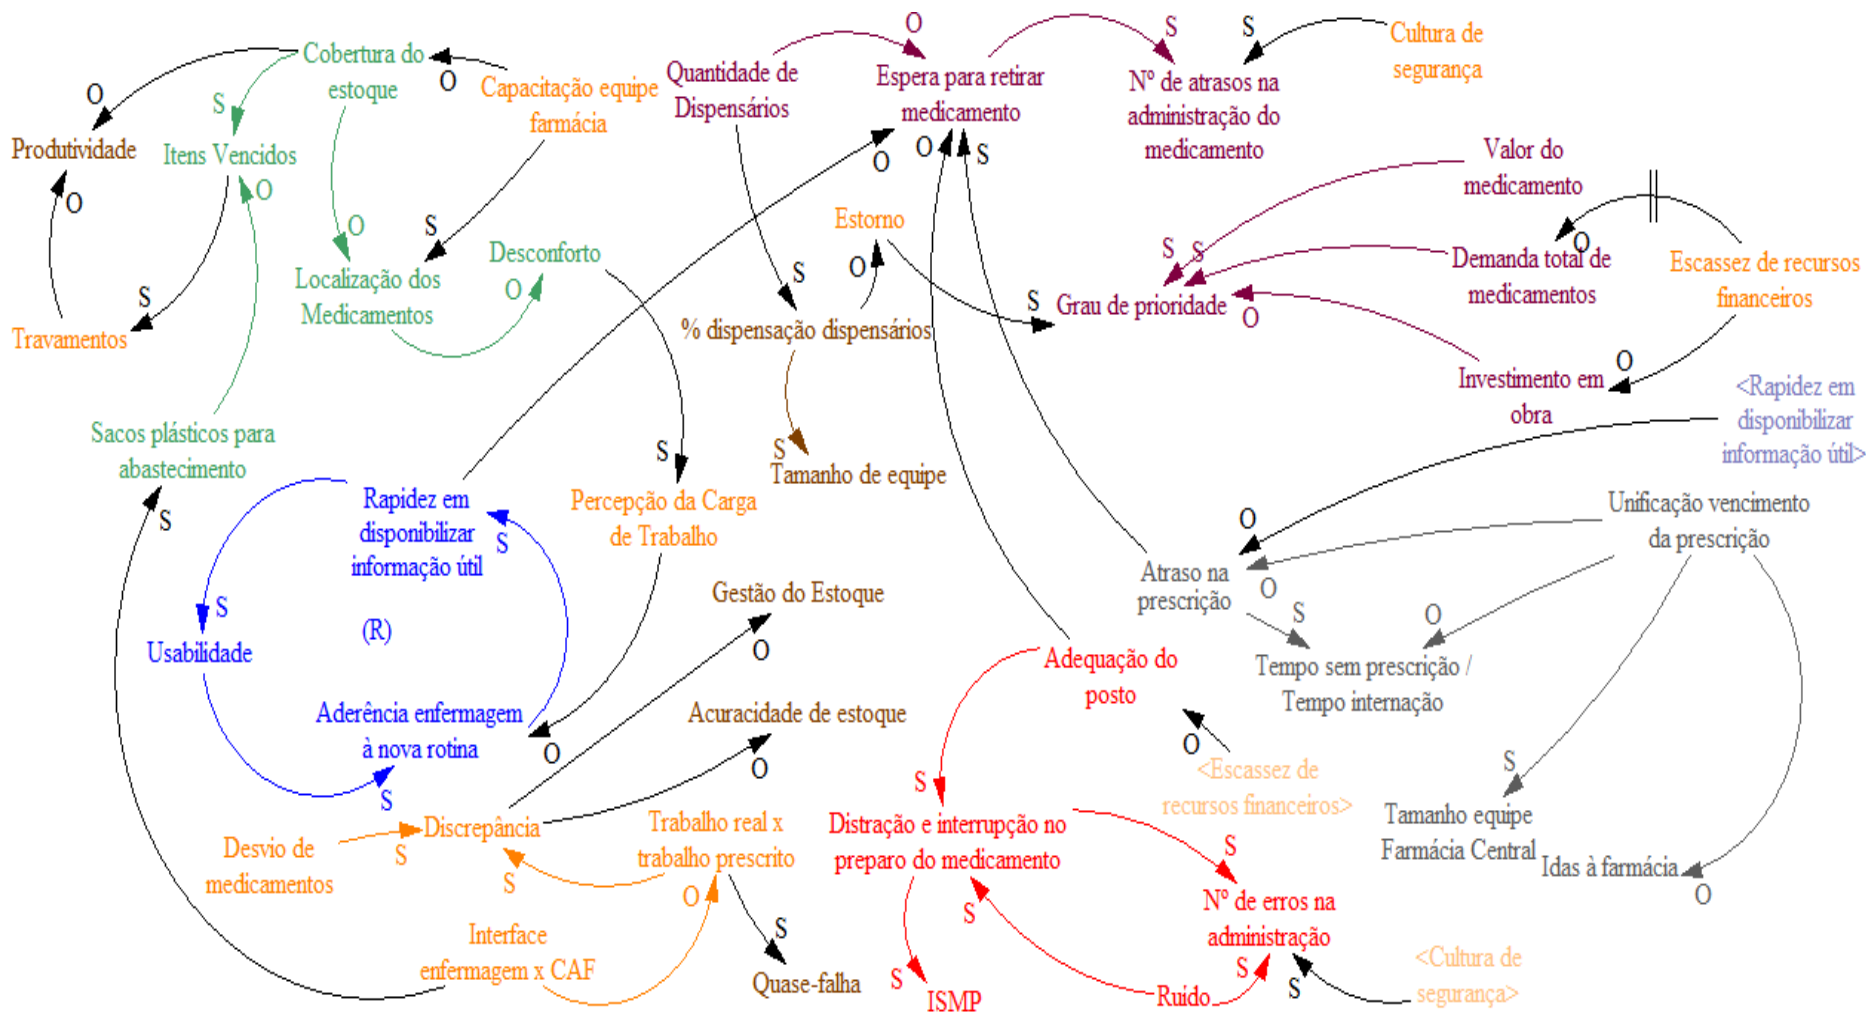 Cobertura do
estoque
Capacitação equipe
farmácia
Quantidade de
Dispensários
Espera para retirar
medicamento
Nº de atrasos na
administração do
medicamento
Cultura de
segurança
O
S
S
O
O
S
Produtividade
Itens Vencidos
O
O
O
O
S
Valor do
medicamento
Estorno
O
S
Desconforto
S
O
S
S
O
Demanda total de
medicamentos
Escassez de recursos
financeiros
Localização dos
Medicamentos
O
S
Grau de prioridade
O
S
Travamentos
% dispensação dispensários
O
Investimento em
obra
<Rapidez em
disponibilizar
informação útil>
Sacos plásticos para
abastecimento
S
S
Tamanho de equipe
S
Rapidez em
disponibilizar
informação útil
S
Percepção da Carga
de Trabalho
Unificação vencimento
da prescrição
O
Atraso na
prescrição
O
S
O
Gestão do Estoque
O
S
Usabilidade
(R)
Adequação do
posto
Tempo sem prescrição /
Tempo internação
Aderência enfermagem
à nova rotina
O
Acuracidade de estoque
O
O
<Escassez de
recursos financeiros>
S
S
S
Desvio de
medicamentos
S
Discrepância
S
Trabalho real x
trabalho prescrito
O
Distração e interrupção no
preparo do medicamento
S
S
Tamanho equipe
Farmácia Central
Idas à farmácia
O
Nº de erros na
administração
Interface
enfermagem x CAF
S
Quase-falha
S
ISMP
Ruído
S
S
<Cultura de
segurança>